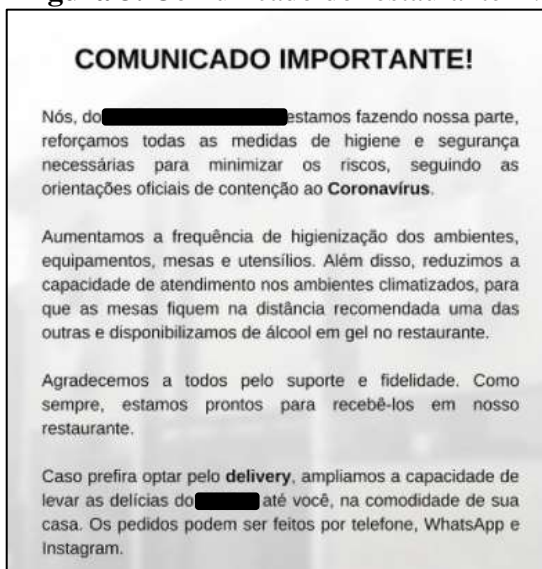 COMUNICADO IMPORTANTE!
Nós, do estamos fazendo nossa parte,
reforçamos todas as medidas de higiene e segurança
necessárias para minimizar os riscos, seguindo as
orientações oficiais de contenção ao Coronavírus.
Aumentamos a frequência de higienização dos ambientes,
equipamentos, mesas e utensílios. Além disso, reduzimos a
capacidade de atendimento nos ambientes climatizados, para
que as mesas fiquem na distância recomendada uma das
outras e disponibilizamos de álcool em gel no restaurante.
Agradecemos a todos pelo suporte e fidelidade. Como
sempre, estamos prontos para recebê-los em nosso
restaurante.
Caso prefira optar pelo delivery, ampliamos a capacidade de
levar as delícias do até você, na comodidade de sua
casa. Os pedidos podem ser feitos por telefone, WhatsApp e
Instagram.